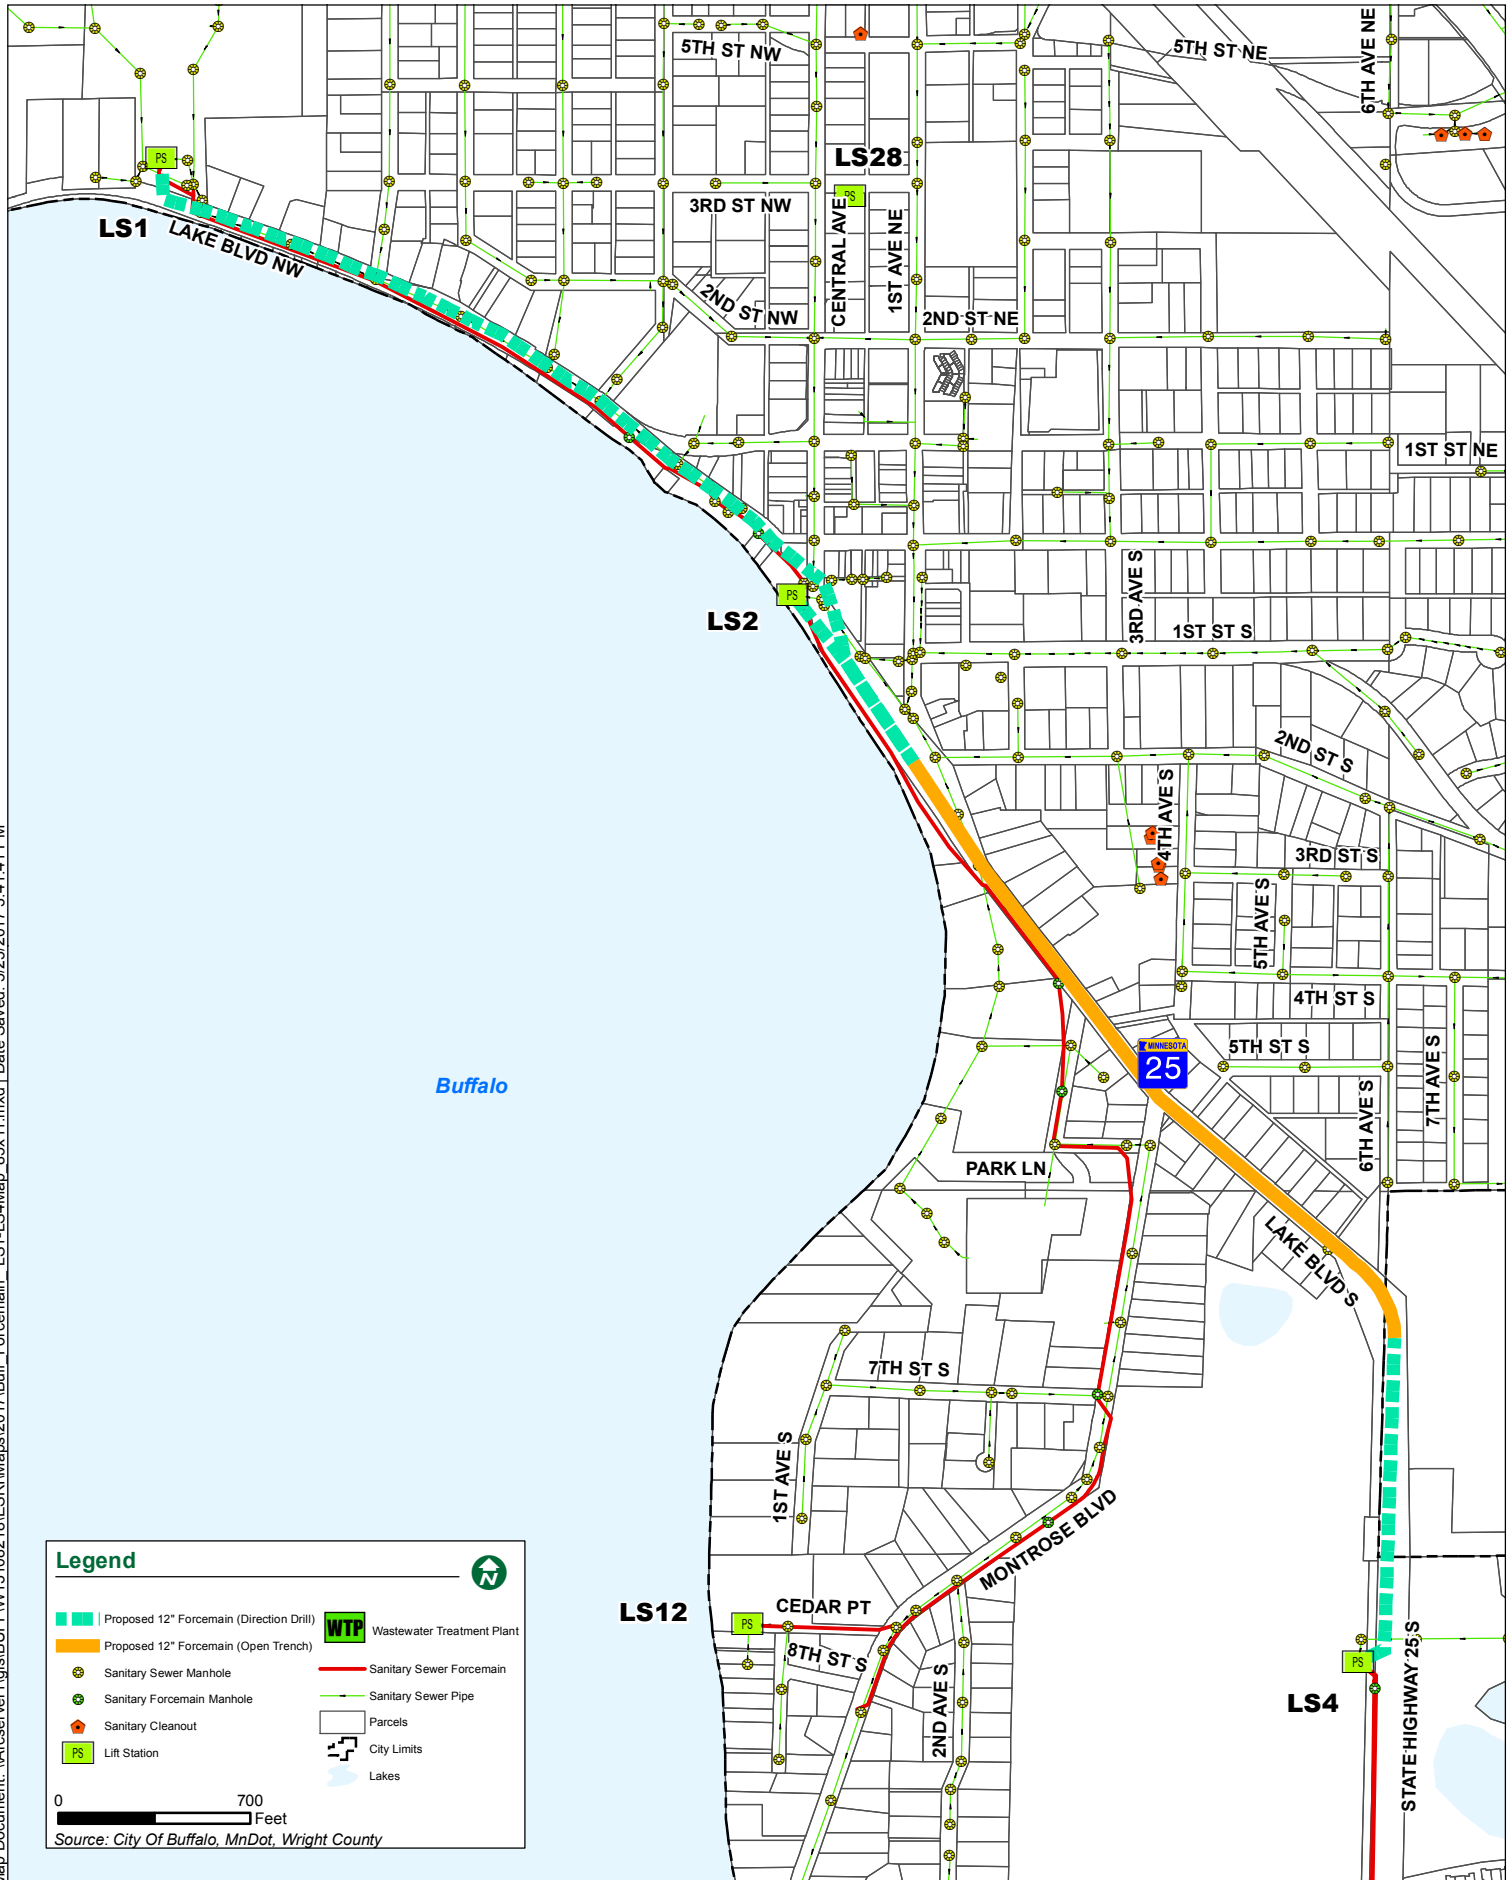 5TH ST NW
5TH ST NE
6TH AVE NE
PS
LS28
PS
3RD ST NW
LS1
LAKE BLVD NW
CENTRAL AVE
1ST AVE NE
2ND ST NW
2ND ST NE
1ST ST NE
3RD AVE S
PS
LS2
1ST ST S
2ND ST S
4TH AVE S
3RD ST S
5TH AVE S
4TH ST S
MINNESOTA
25
5TH ST S
7TH AVE S
6TH AVE S
Buffalo
PARK LN
LAKE BLVD S
7TH ST S
1ST AVE S
MONTROSE BLVD
LS12
PS
CEDAR PT
8TH ST S
2ND AVE S
PS
LS4
STATE HIGHWAY 25 S
Legend
N
Proposed 12" Forcemain (Direction Drill)
Proposed 12" Forcemain (Open Trench)
Sanitary Sewer Manhole
Sanitary Forcemain Manhole
Sanitary Cleanout
PS
Lift Station
WTP
Wastewater Treatment Plant
Sanitary Sewer Forcemain
Sanitary Sewer Pipe
Parcels
City Limits
Lakes
0 700
Feet
Source: City Of Buffalo, MnDot, Wright County